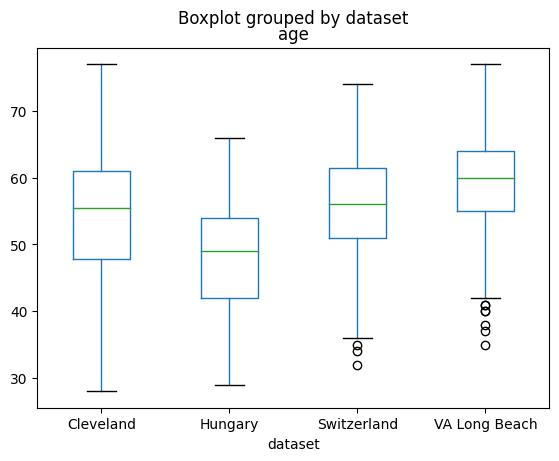 Boxplot grouped by dataset
age
70
60
50
40
30
Cleveland Hungary Switzerland VA Long Beach
dataset